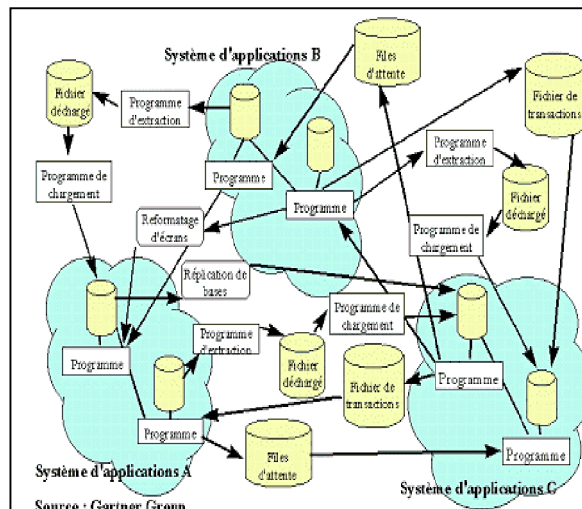 Système d'applications B
Files
d'attente
Fichier
déchargé
Programme
d'extraction
Fichier de
transactions
Programme
d'extraction
Programme de
chargement
Programme
Programme
Fichier
déchargé
Reformatage
d'écrans
Programme de
chargement
Réplication de
bases
Programme de
chargement
Programme
d'extraction
Programme
Fichier
déchargé
Fichier de
transactions
Programme
Programme
Programme
Files
d'attente
Système d'applications A
Système d'applications C
Source : Gartner Group